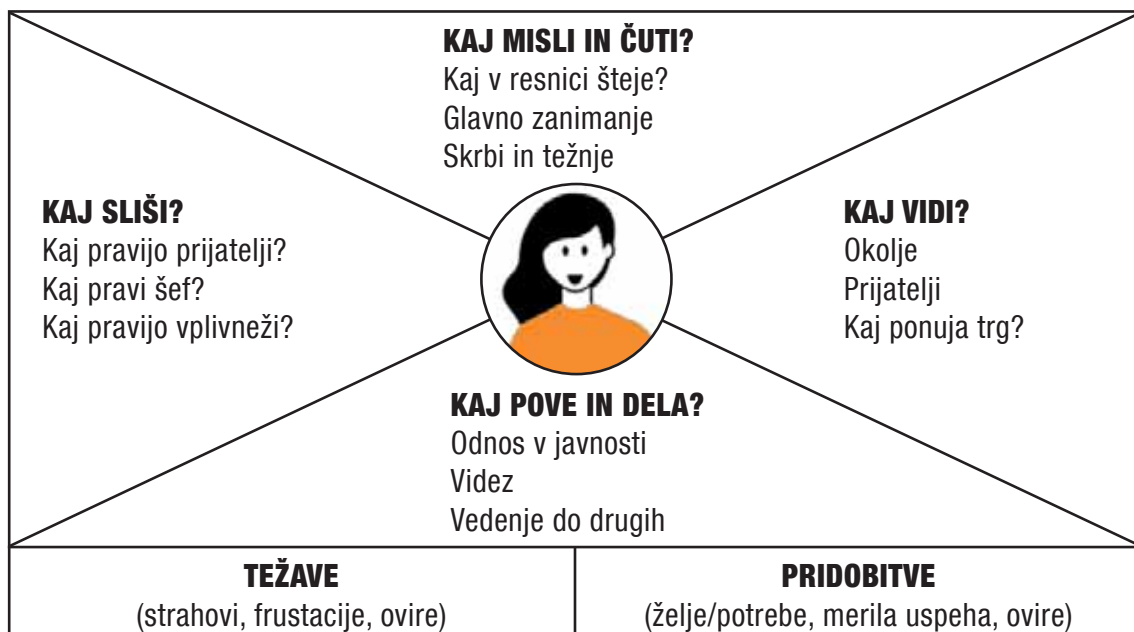 KAJ MISLI IN ČUTI?
Kaj v resnici šteje?
Glavno zanimanje
Skrbi in težnje
KAJ SLIŠI?
Kaj pravijo prijatelji?
Kaj pravi šef?
Kaj pravijo vplivneži?
KAJ VIDI?
Okolje
Prijatelji
Kaj ponuja trg?
KAJ POVE IN DELA?
Odnos v javnosti
Videz
Vedenje do drugih
TEŽAVE
(strahovi, frustacije, ovire)
PRIDOBITVE
(želje/potrebe, merila uspeha, ovire)